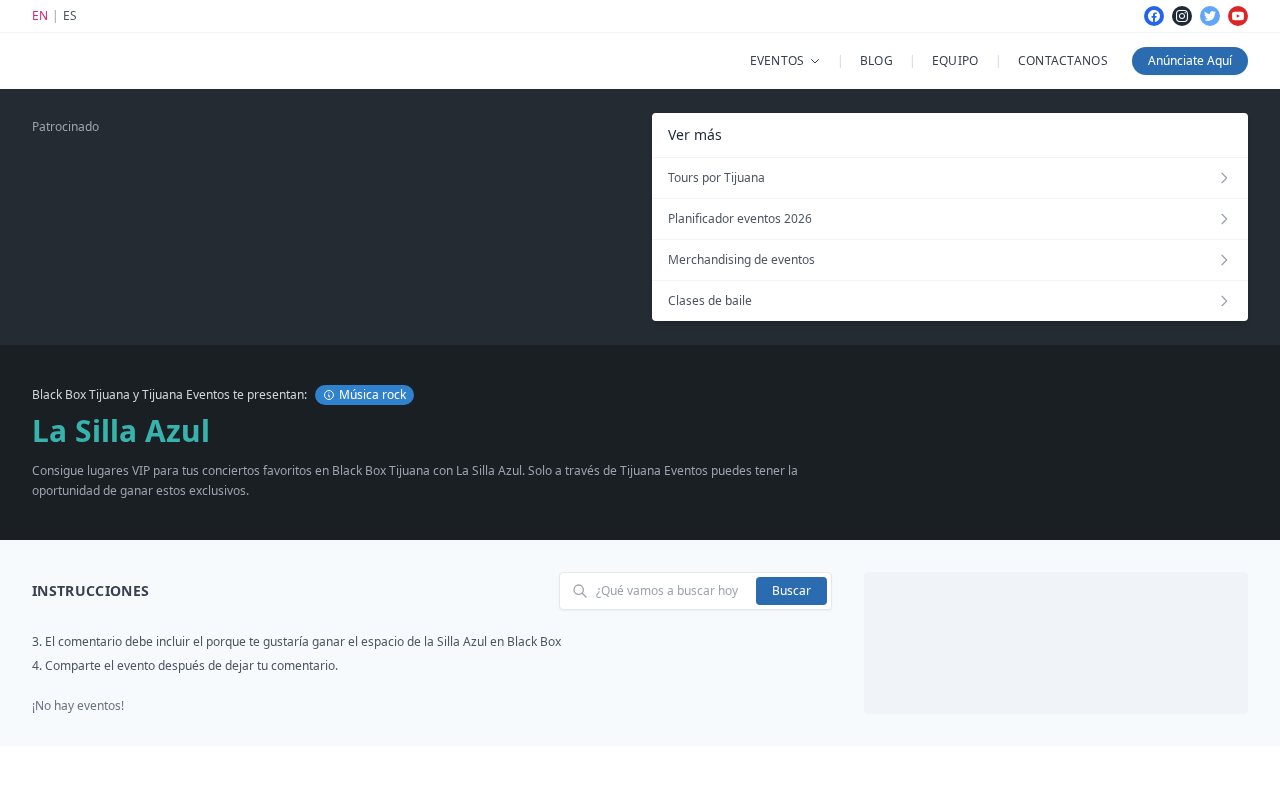 EN | ES
EVENTOS | BLOG | EQUIPO | CONTACTANOS Anúnciate Aquí
Patrocinado
Ver más
Tours por Tijuana
Planificador eventos 2026
Merchandising de eventos
Clases de baile
Black Box Tijuana y Tijuana Eventos te presentan: Música rock
La Silla Azul
Consigue lugares VIP para tus conciertos favoritos en Black Box Tijuana con La Silla Azul. Solo a través de Tijuana Eventos puedes tener la
oportunidad de ganar estos exclusivos.
INSTRUCCIONES
¿Qué vamos a buscar hoy Buscar
3. El comentario debe incluir el porque te gustaría ganar el espacio de la Silla Azul en Black Box
4. Comparte el evento después de dejar tu comentario.
¡No hay eventos!